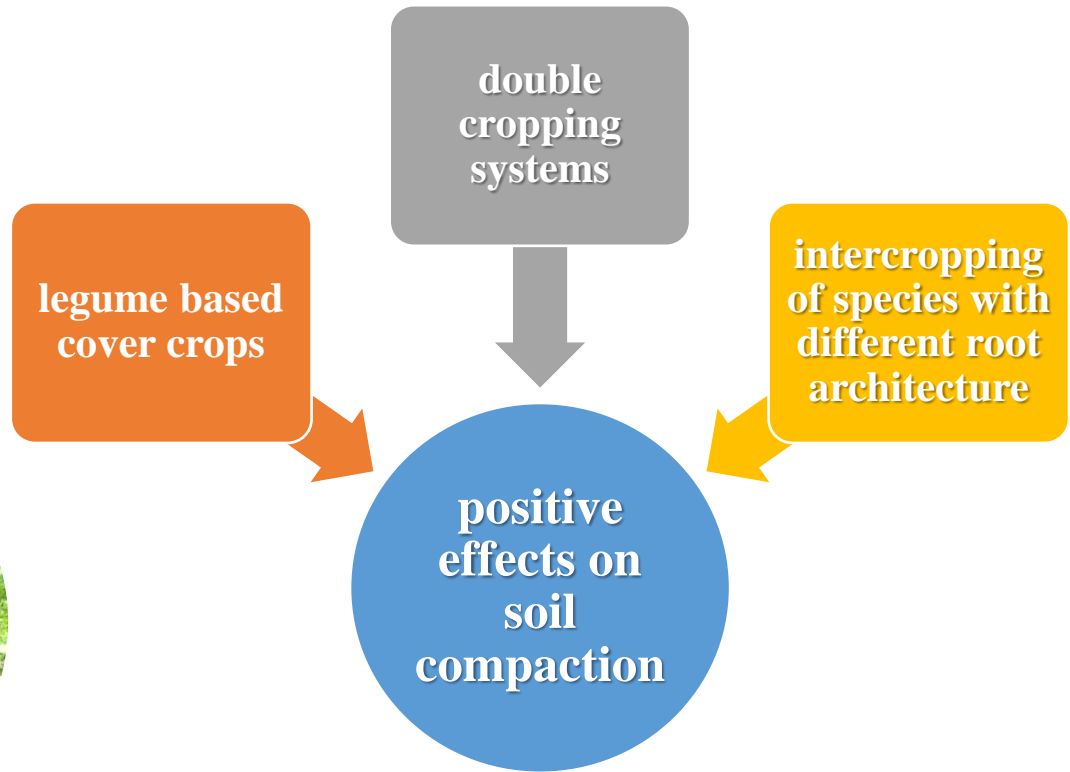 double
cropping
systems
legume based
cover crops
intercropping
of species with
different root
architecture
positive
effects on
soil
compaction